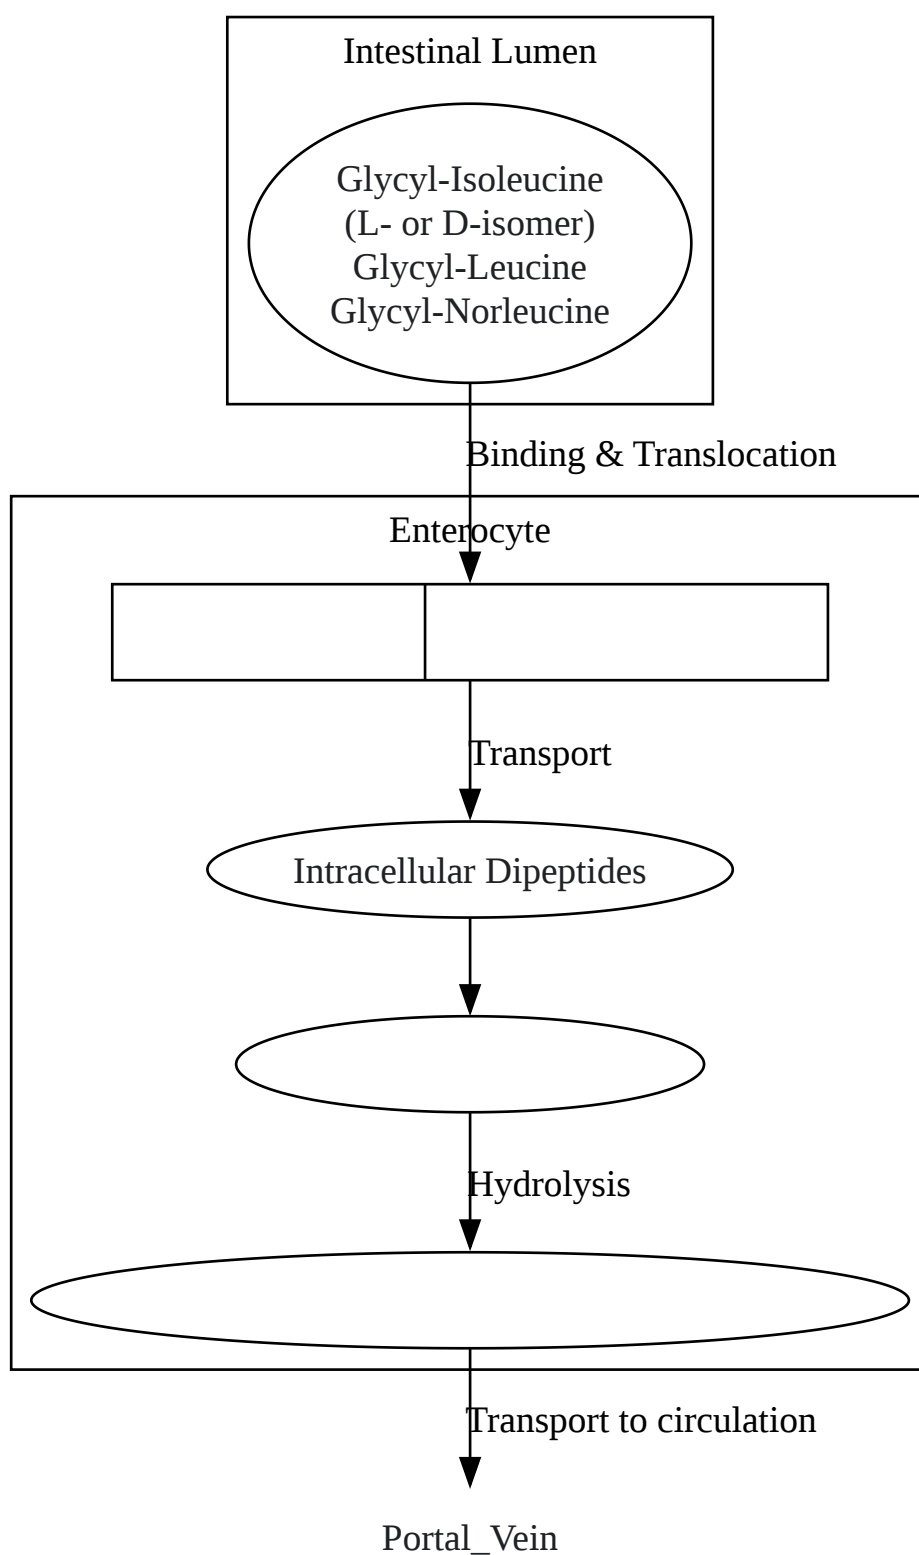 Intestinal Lumen
Glycyl-Isoleucine
(L- or D-isomer)
Glycyl-Leucine
Glycyl-Norleucine
Binding & Translocation
Enterocyte
Transport
Intracellular Dipeptides
Hydrolysis
Transport to circulation
Portal_Vein